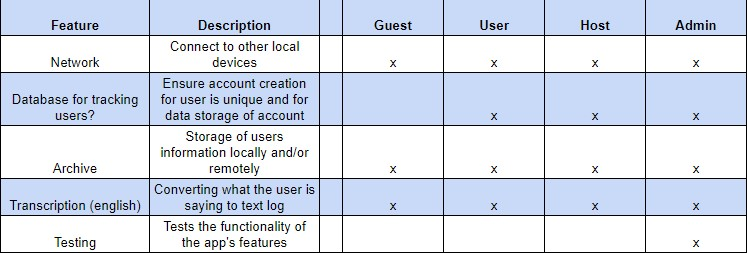 Feature Description Guest User Host Admin
Connect to other local
Network devices x x x x
Ensure account creation
Database for tracking for user is unique and for
users? data storage of account x x x
Storage of users
information locally and/or
Archive remotely x x x x
Converting what the user is
Transcription (english) saying to text log x x x x
Tests the functionality of
Testing the app's features x